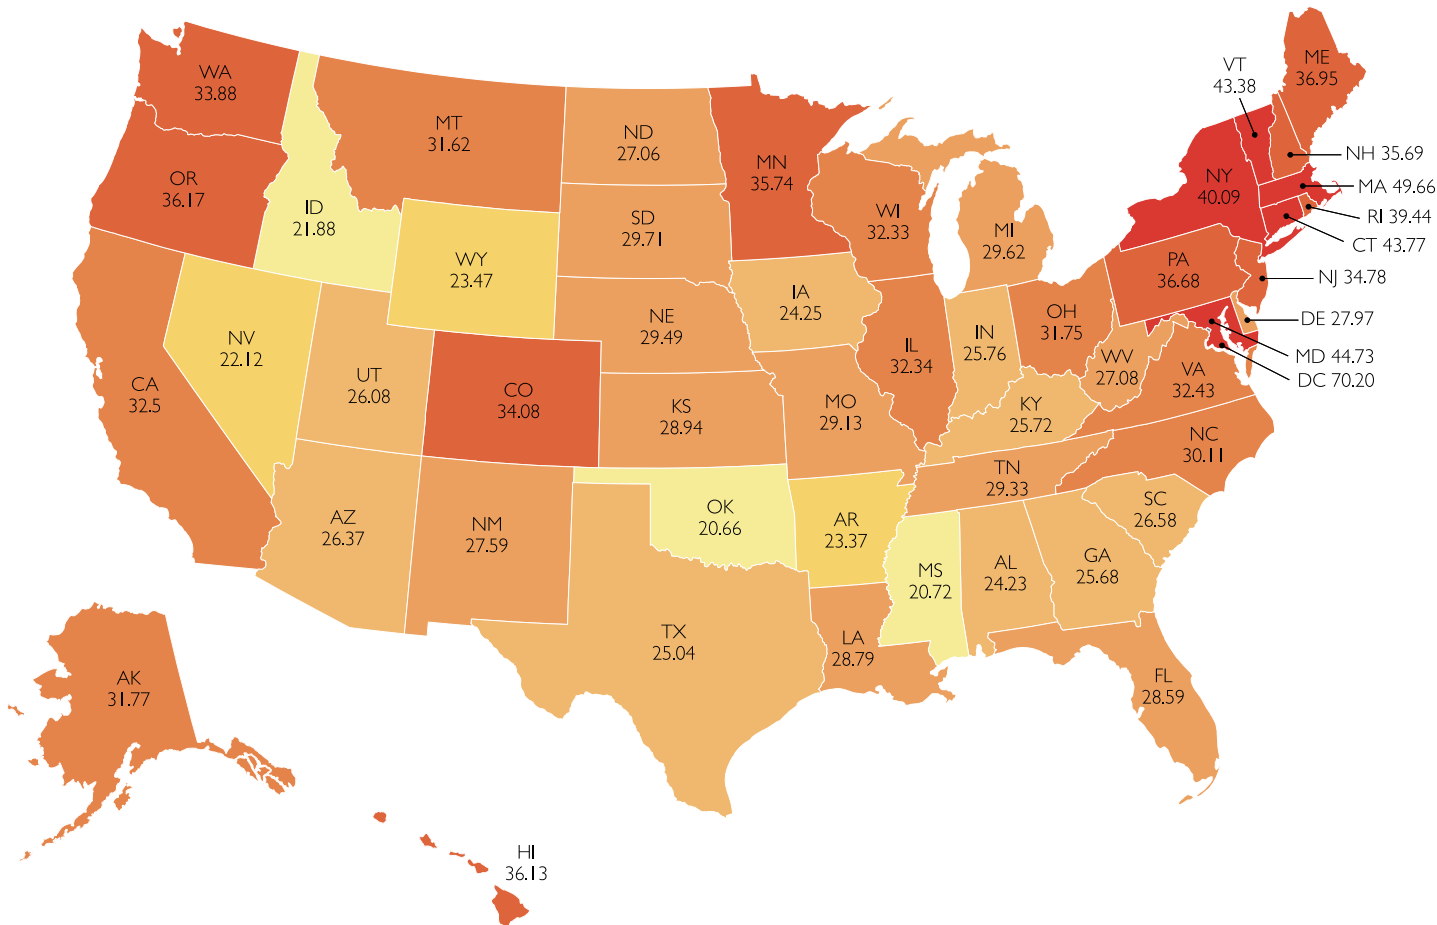 ME
36.95
VT
43.38
WA
33.88
MT
31.62
ND
27.06
MN
35.74
NH 35.69
OR
36.17
NY
40.09
MA 49.66
ID
21.88
SD
29.71
WI
32.33
MI
29.62
RI 39.44
CT 43.77
WY
23.47
PA
36.68
NJ 34.78
IA
24.25
NE
29.49
OH
31.75
DE 27.97
NV
22.12
IL
32.34
IN
25.76
WV
27.08
MD 44.73
UT
26.08
CO
34.08
VA
32.43
DC 70.20
CA
32.5
KS
28.94
MO
29.13
KY
25.72
NC
30.11
TN
29.33
AZ
26.37
NM
27.59
OK
20.66
AR
23.37
SC
26.58
MS
20.72
AL
24.23
GA
25.68
TX
25.04
LA
28.79
AK
31.77
FL
28.59
HI
36.13